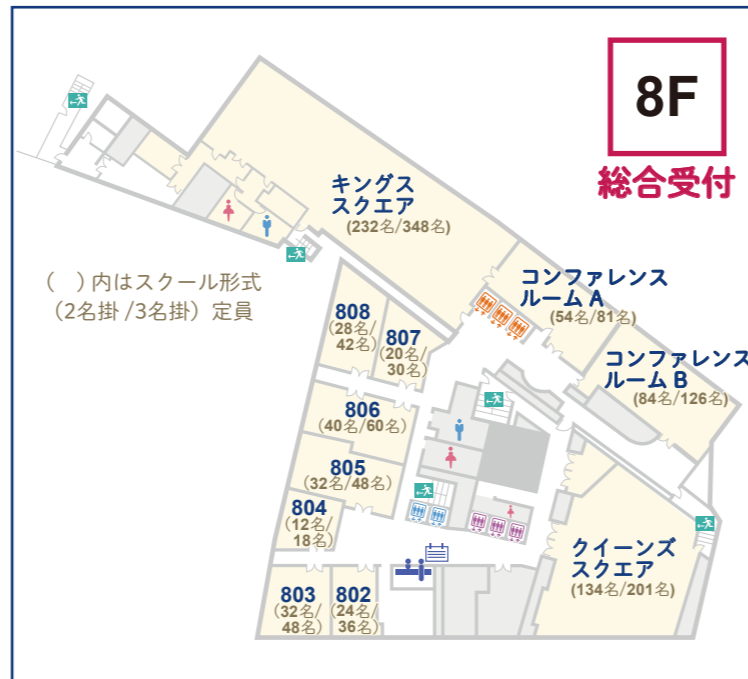 8F
総合受付
キングス
スクエア
(232名/348名)
( )内はスクール形式
(2名掛/3名掛)定員
コンファレンス
ルーム A
(54名/81名)
コンファレンス
ルーム B
(84名/126名)
808
(28名/
42名)
807
(20名/
30名)
806
(40名/60名)
805
(32名/48名)
804
(12名/
18名)
クイーンズ
スクエア
(134名/201名)
803
(32名/
48名)
802
(24名/
36名)